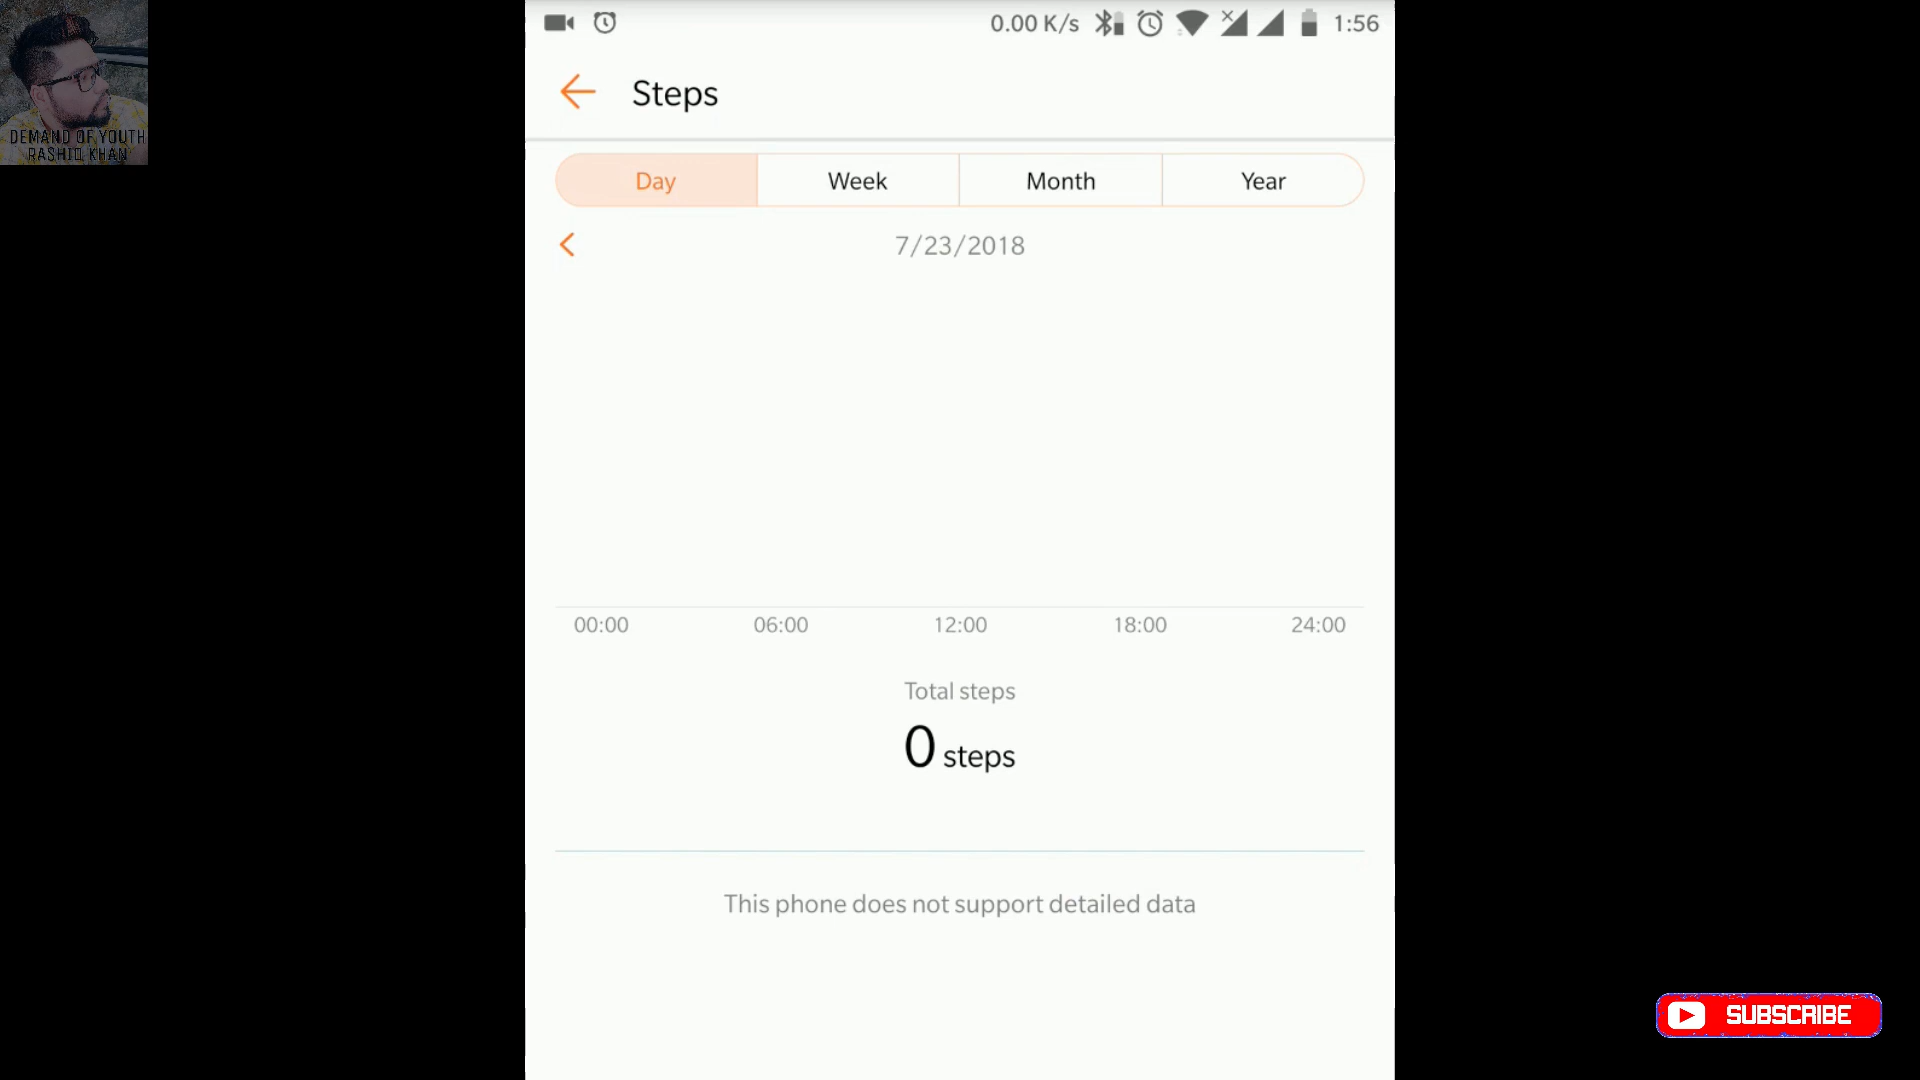 0.00 K/s 1:56
Steps
Day Week Month Year
7/23/2018
00:00 06:00 12:00 18:00 24:00
Total steps
0 steps
This phone does not support detailed data
DEMAND OF YOUTH
RASHID KHAN
SUBSCRIBE